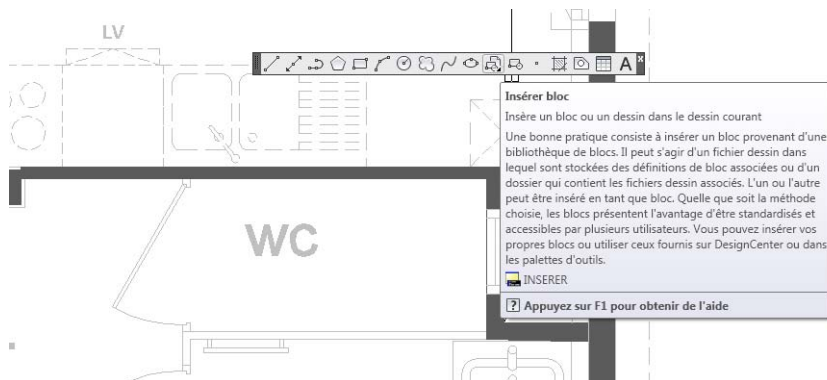 LV
A
Insérer bloc
Insère un bloc ou un dessin dans le dessin courant
Une bonne pratique consiste à insérer un bloc provenant d'une
bibliothèque de blocs. Il peut s'agir d'un fichier dessin dans
lequel sont stockées des définitions de bloc associées ou d'un
dossier qui contient les fichiers dessin associés. L'un ou l'autre
peut être inséré en tant que bloc. Quelle que soit la méthode
choisie, les blocs présentent l'avantage d'être standardisés et
accessibles par plusieurs utilisateurs. Vous pouvez insérer vos
propres blocs ou utiliser ceux fournis sur DesignCenter ou dans
les palettes d'outils.
INSERER
? Appuyez sur F1 pour obtenir de l'aide
WC